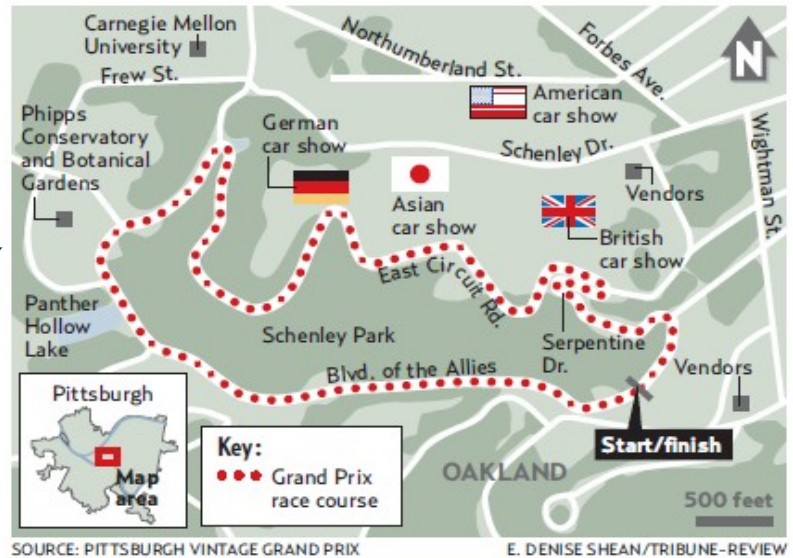 Carnegie Mellon
University
Frew St.
Northumberland St.
Forbes Ave.
N
Phipps
Conservatory
and Botanical
Gardens
German
car show
American
car show
Schenley Dr.
Wightman St.
Asian
car show
Vendors
British
car show
East Circuit Rd.
Panther
Hollow
Lake
Schenley Park
Serpentine
Dr.
Blvd. of the Allies
Vendors
Pittsburgh
Map
area
Key:
Grand Prix
race course
Start/finish
OAKLAND
500 feet
SOURCE: PITTSBURGH VINTAGE GRAND PRIX
E. DENISE SHEAN/TRIBUNE-REVIEW